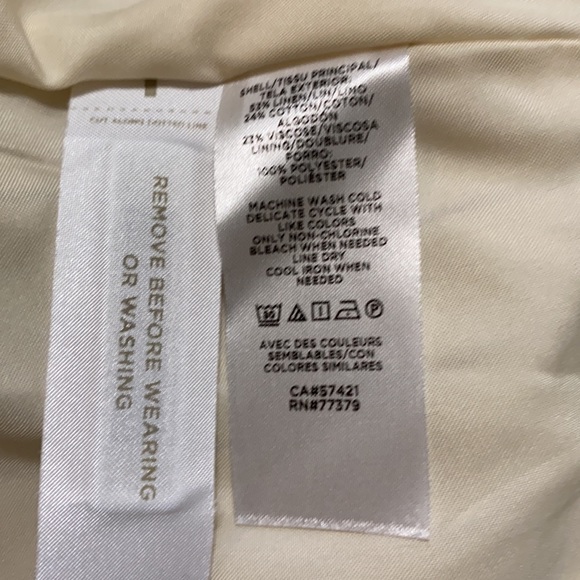 CUT ALONG DOTTED LINE
REMOVE BEFORE WEARING
OR WASHING
SHELL/TISSU PRINCIPAL/
TELA EXTERIOR:
53% LINEN/LIN/LINO
24% COTTON/COTON/
ALGODON
23% VISCOSE/VISCOSA
LINING/DOUBLURE/
FORRO:
100% POLYESTER/
POLIÉSTER
MACHINE WASH COLD
DELICATE CYCLE WITH
LIKE COLORS
ONLY NON-CHLORINE
BLEACH WHEN NEEDED
LINE DRY
COOL IRON WHEN
NEEDED
30 P
AVEC DES COULEURS
SEMBLABLES/CON
COLORES SIMILARES
CA#57421
RN#77379